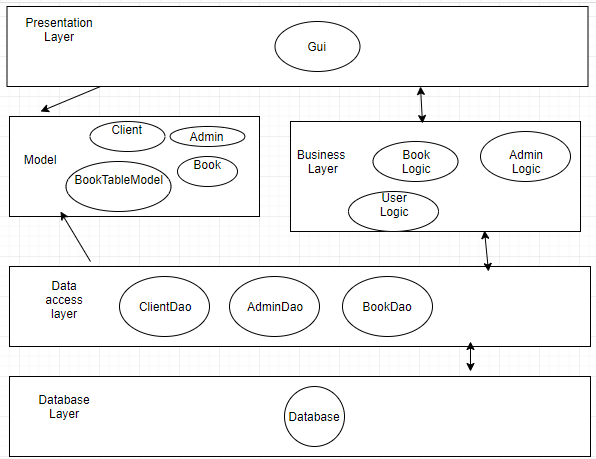 Presentation
Layer
Gui
Model
Client
Admin
BookTableModel
Book
Business
Layer
Book
Logic
Admin
Logic
User
Logic
Data
access
layer
ClientDao
AdminDao
BookDao
Database
Layer
Database